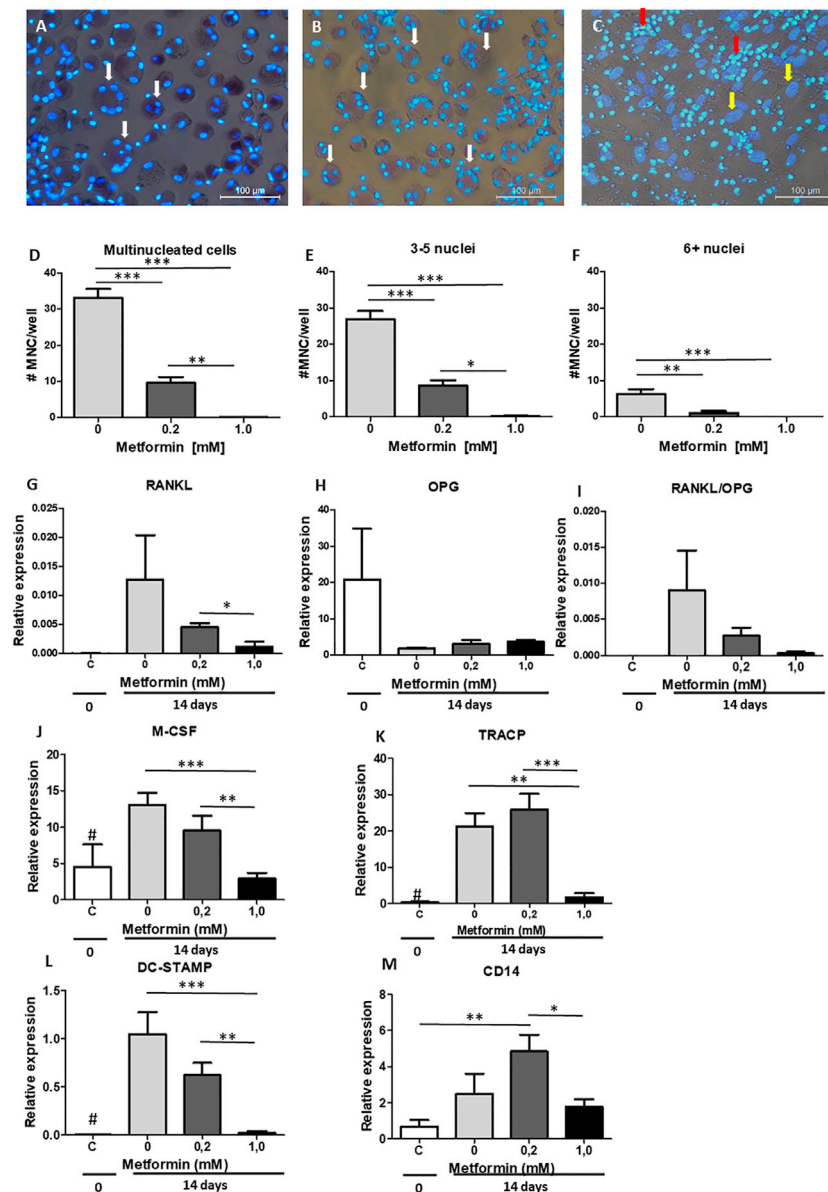 A B C
100 µm 100 µm 100 µm
D Multinucleated cells
# MNC/well
40
30
20
10
0
***
***
**
0 0.2 1.0
Metformin [mM]
E 3-5 nuclei
#MNC/well
40
30
20
10
0
***
***
*
0 0.2 1.0
Metformin [mM]
F 6+ nuclei
#MNC/well
40
30
20
10
0
***
**
0 0.2 1.0
Metformin [mM]
G RANKL
Relative expression
0.025
0.020
0.015
0.010
0.005
0.000
*
C 0 0,2 1,0
Metformin (mM)
0 14 days
H OPG
Relative expression
40
30
20
10
0
C 0 0,2 1,0
Metformin (mM)
0 14 days
I RANKL/OPG
Relative expression
0.020
0.015
0.010
0.005
0.000
C 0 0,2 1,0
Metformin (mM)
0 14 days
J M-CSF
Relative expression
20
15
10
5
0
#
***
**
C 0 0,2 1,0
Metformin (mM)
0 14 days
K TRACP
Relative expression
40
30
20
10
0
#
***
**
C 0 0,2 1,0
Metformin (mM)
0 14 days
L DC-STAMP
Relative expression
1.5
1.0
0.5
0.0
#
***
**
C 0 0,2 1,0
Metformin (mM)
0 14 days
M CD14
Relative expression
8
6
4
2
0
**
*
C 0 0,2 1,0
Metformin (mM)
0 14 days